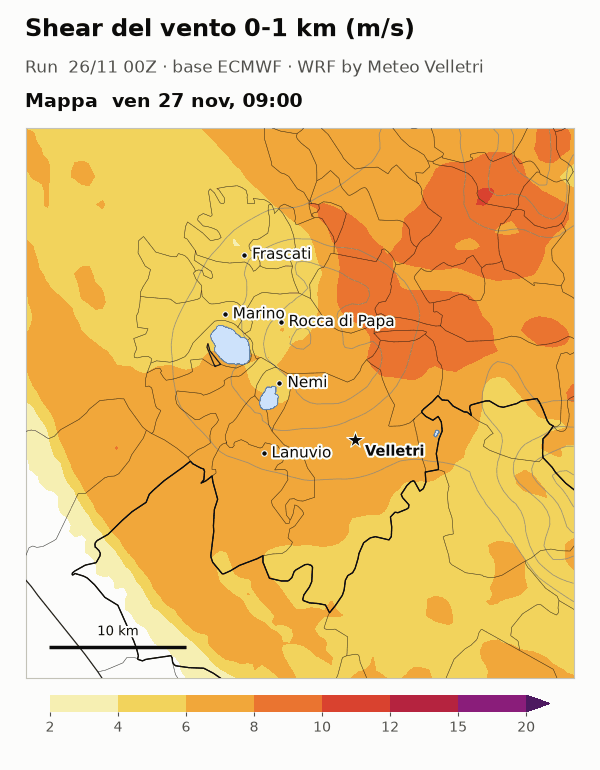 Shear del vento 0-1 km (m/s)
Run  26/11 00Z · base ECMWF · WRF by Meteo Velletri
Mappa  ven 27 nov, 09:00
Frascati
Marino
Rocca di Papa
Nemi
Velletri
Lanuvio
10 km
2 4 6 8 10 12 15 20